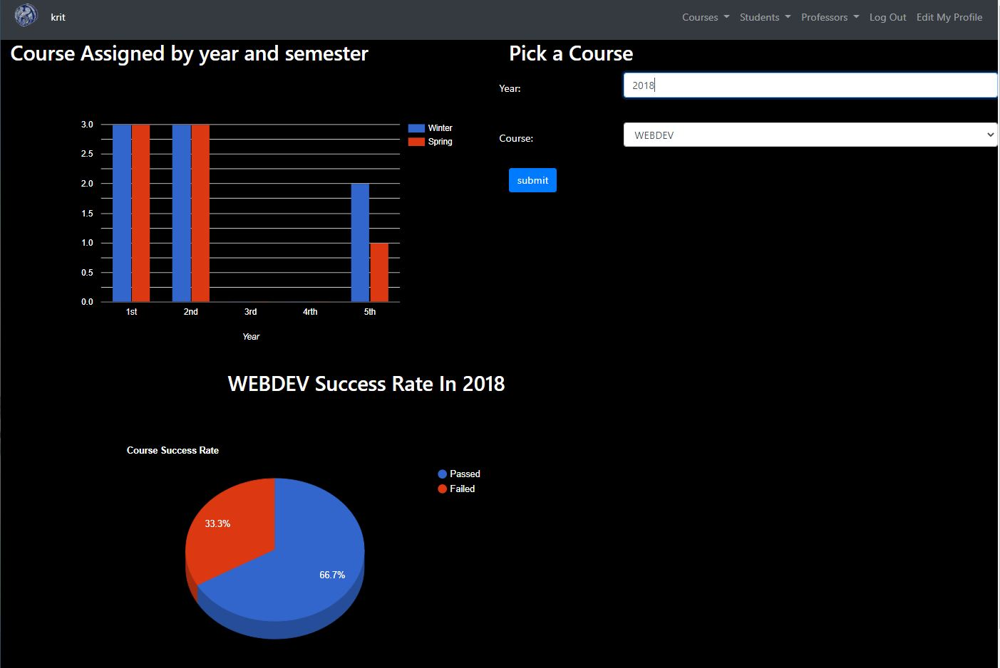 krit
Courses Students Professors Log Out Edit My Profile
Course Assigned by year and semester
Pick a Course
Year:
2018
Course:
WEBDEV
submit
3.0
2.5
2.0
1.5
1.0
0.5
0.0
1st 2nd 3rd 4rth 5th
Year
Winter
Spring
WEBDEV Success Rate In 2018
Course Success Rate
Passed
Failed
33.3%
66.7%